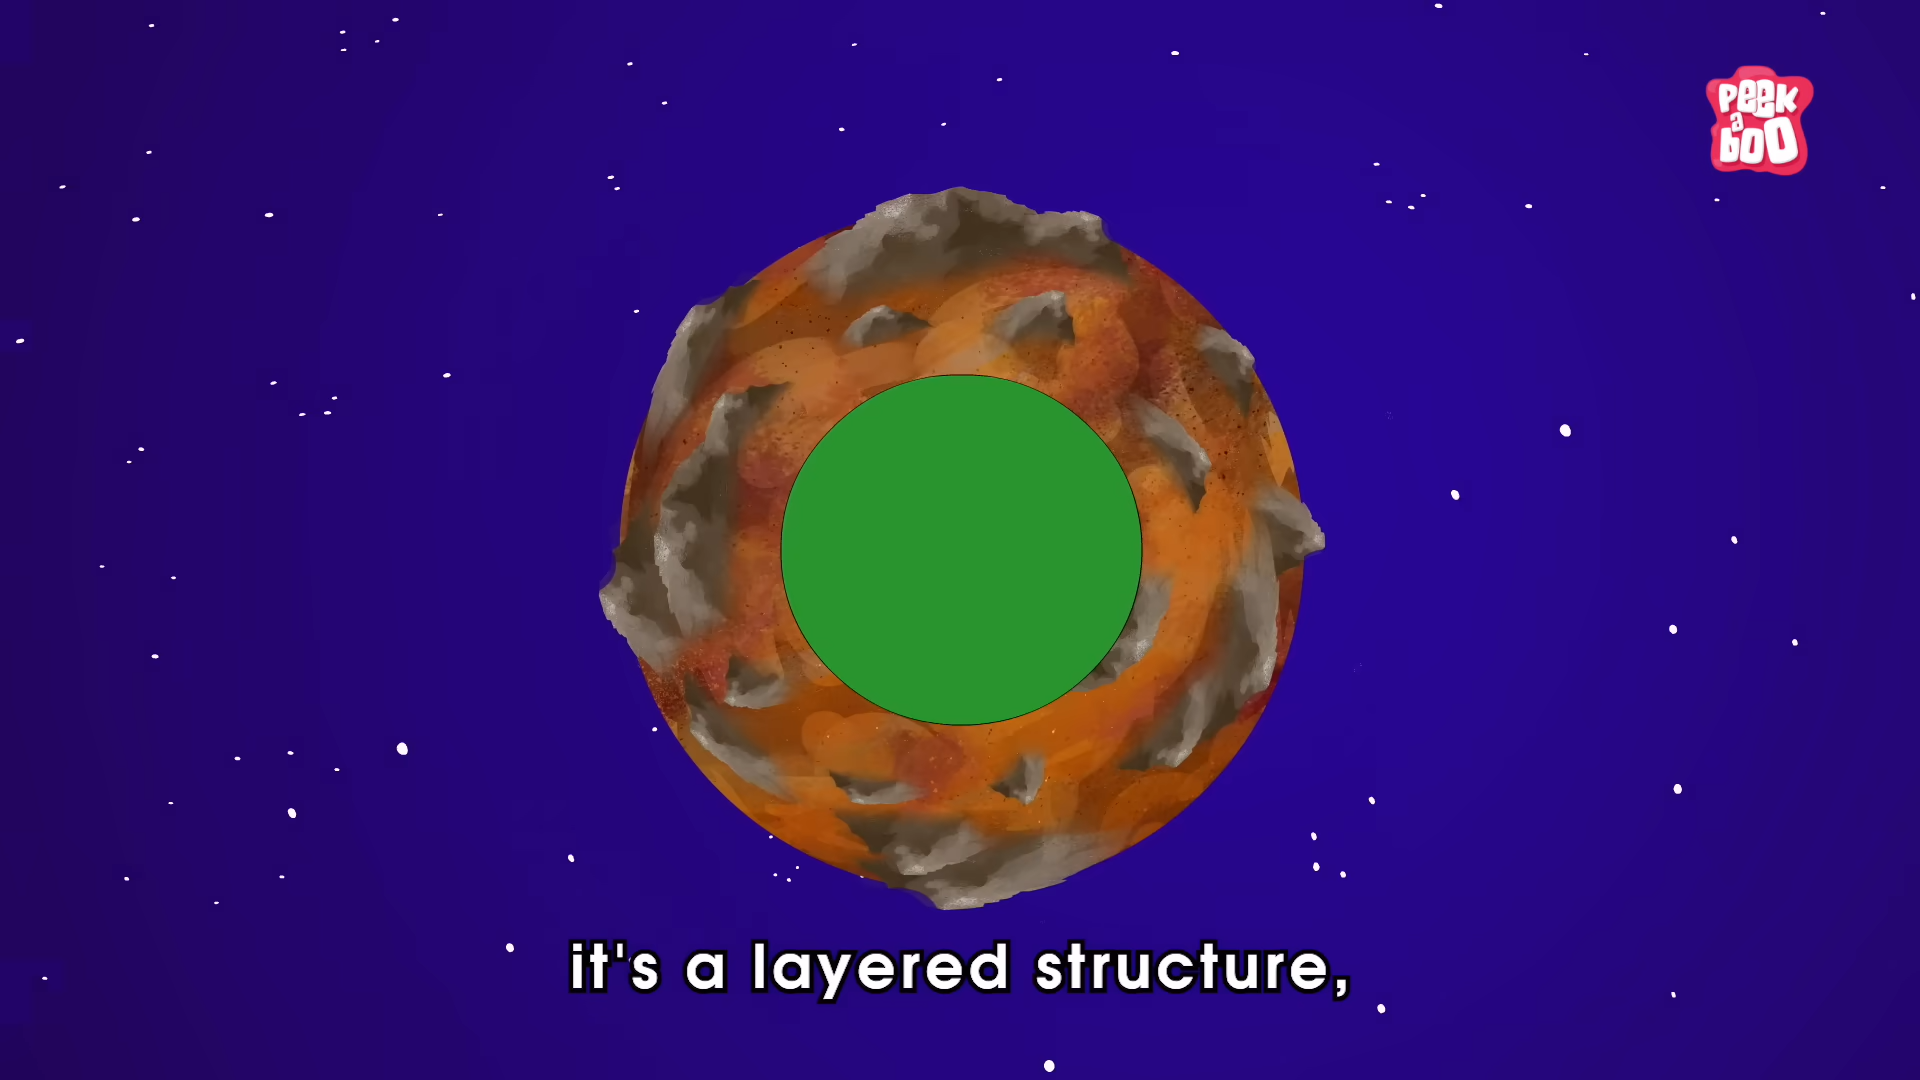 peek
a
boo
it's a layered structure,